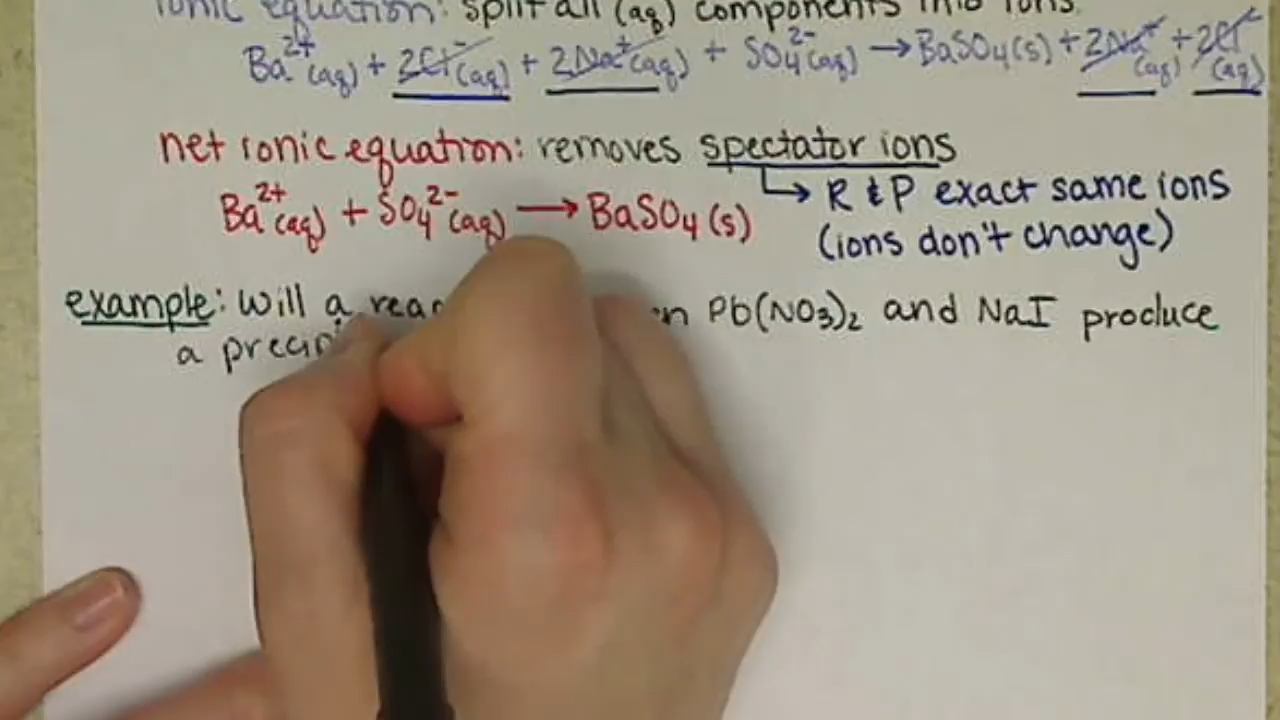 ionic equation: split all (aq) components into ions
Ba²⁺(aq) + 2Cl⁻(aq) + 2Na⁺(aq) + SO₄²⁻(aq) → BaSO₄(s) + 2Na⁺(aq) + 2Cl⁻(aq)
net ionic equation: removes spectator ions
Ba²⁺(aq) + SO₄²⁻(aq) → BaSO₄(s)
↳ R & P exact same ions
(ions don't change)
example: Will a Pb(NO₃)₂ and NaI produce
a